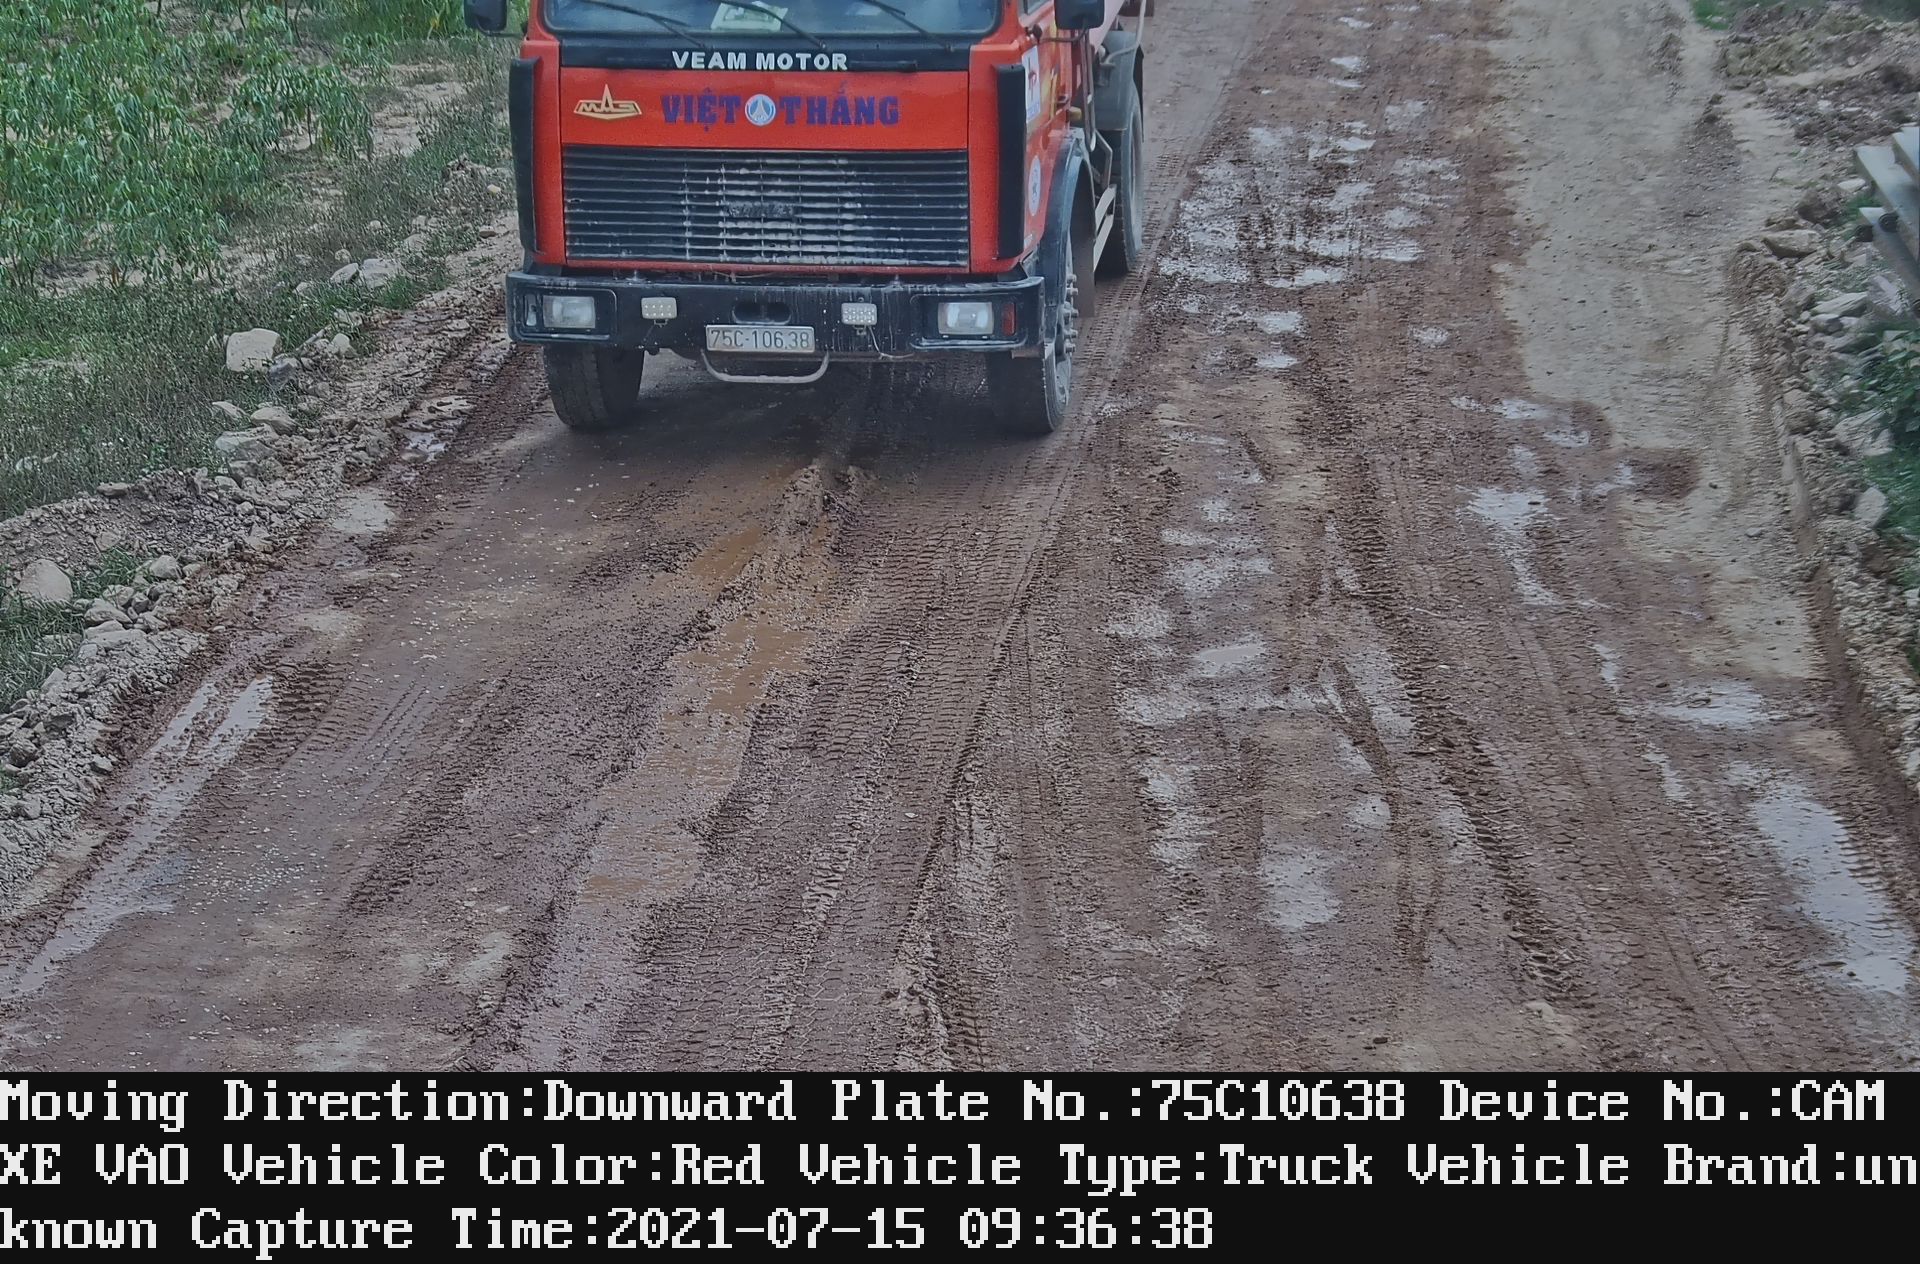 VEAM MOTOR
MAZ
VIỆT THẮNG
75C-106.38
Moving Direction:Downward Plate No.:75C10638 Device No.:CAM
XE VAO Vehicle Color:Red Vehicle Type:Truck Vehicle Brand:un
known Capture Time:2021-07-15 09:36:38